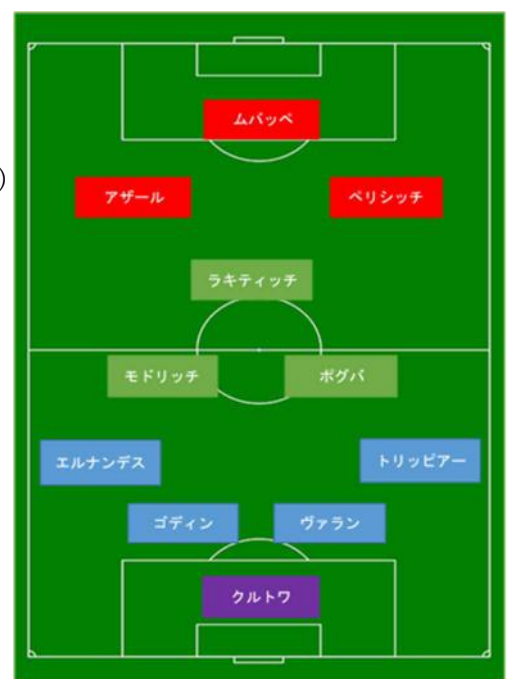 ムバッペ
)
アザール
ペリシッチ
ラキティッチ
モドリッチ
ポグバ
エルナンデス
トリッピアー
ゴディン
ヴァラン
クルトワ